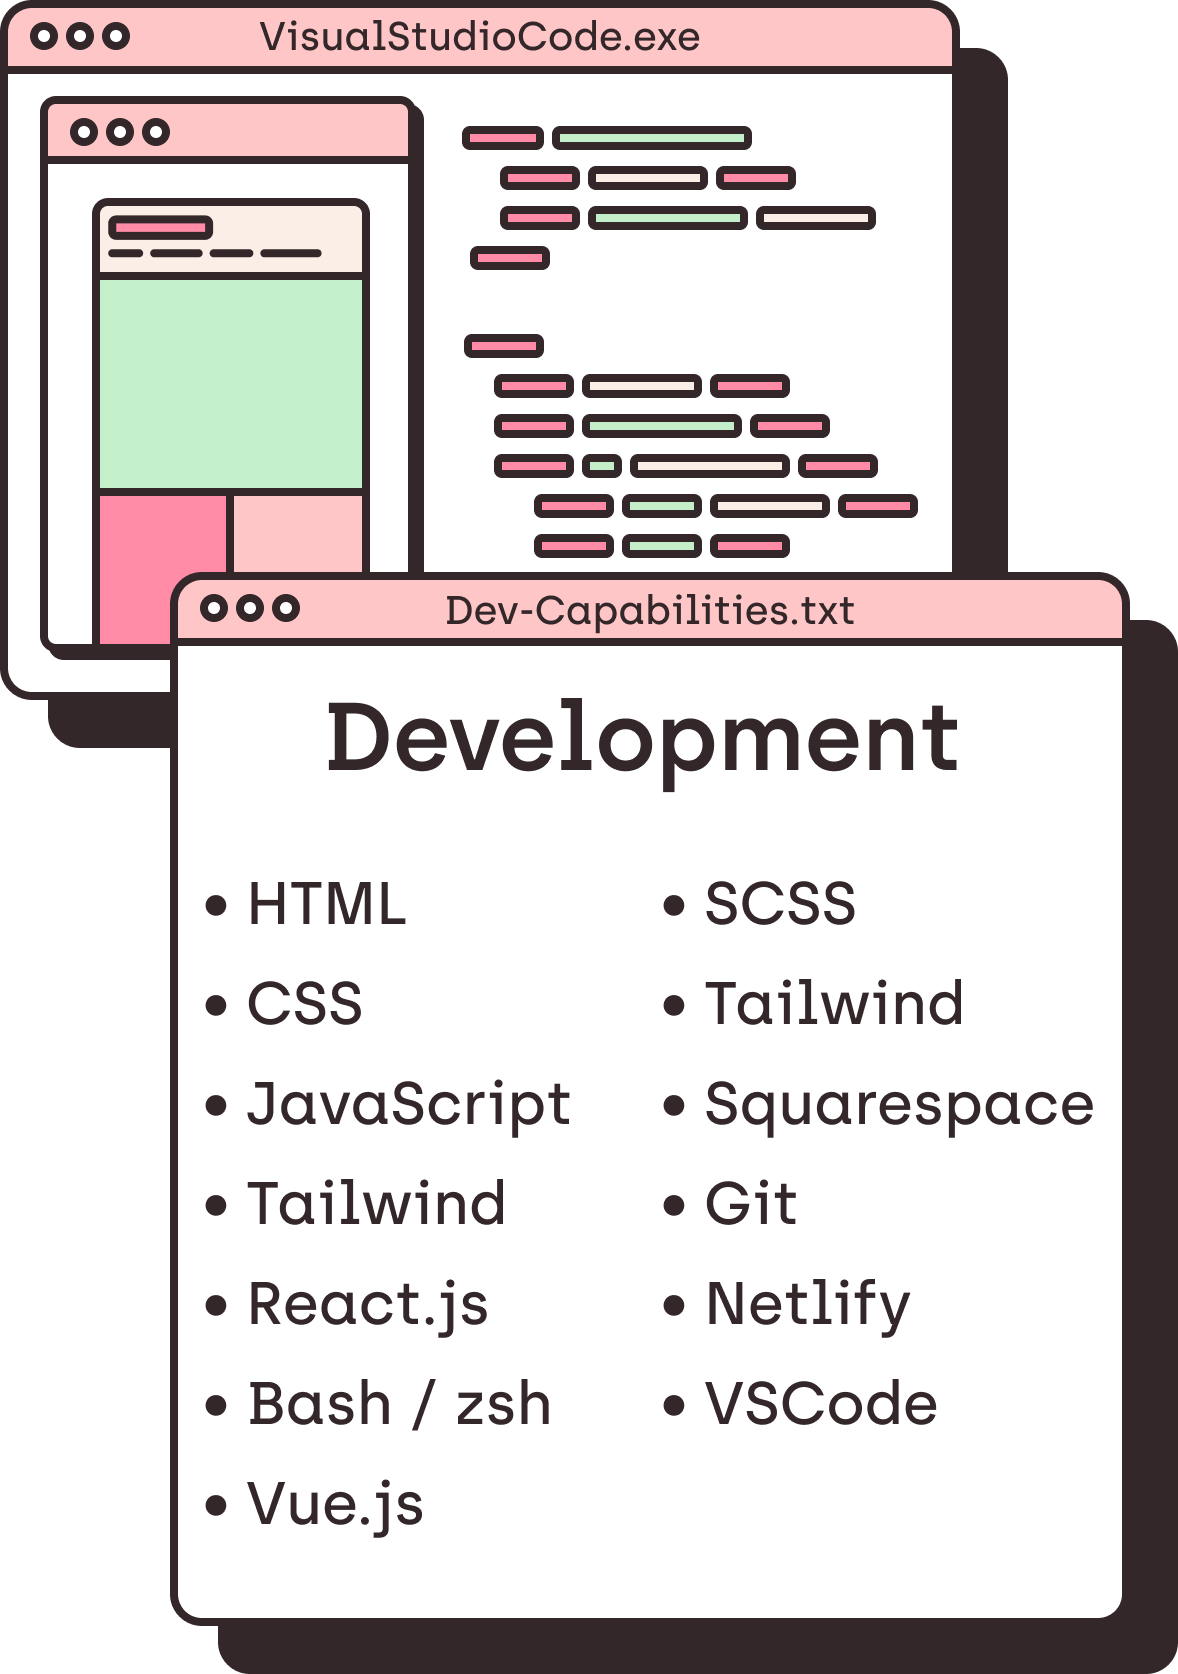 VisualStudioCode.exe
Dev-Capabilities.txt
Development
• HTML
• CSS
• JavaScript
• Tailwind
• React.js
• Bash / zsh
• Vue.js
• SCSS
• Tailwind
• Squarespace
• Git
• Netlify
• VSCode